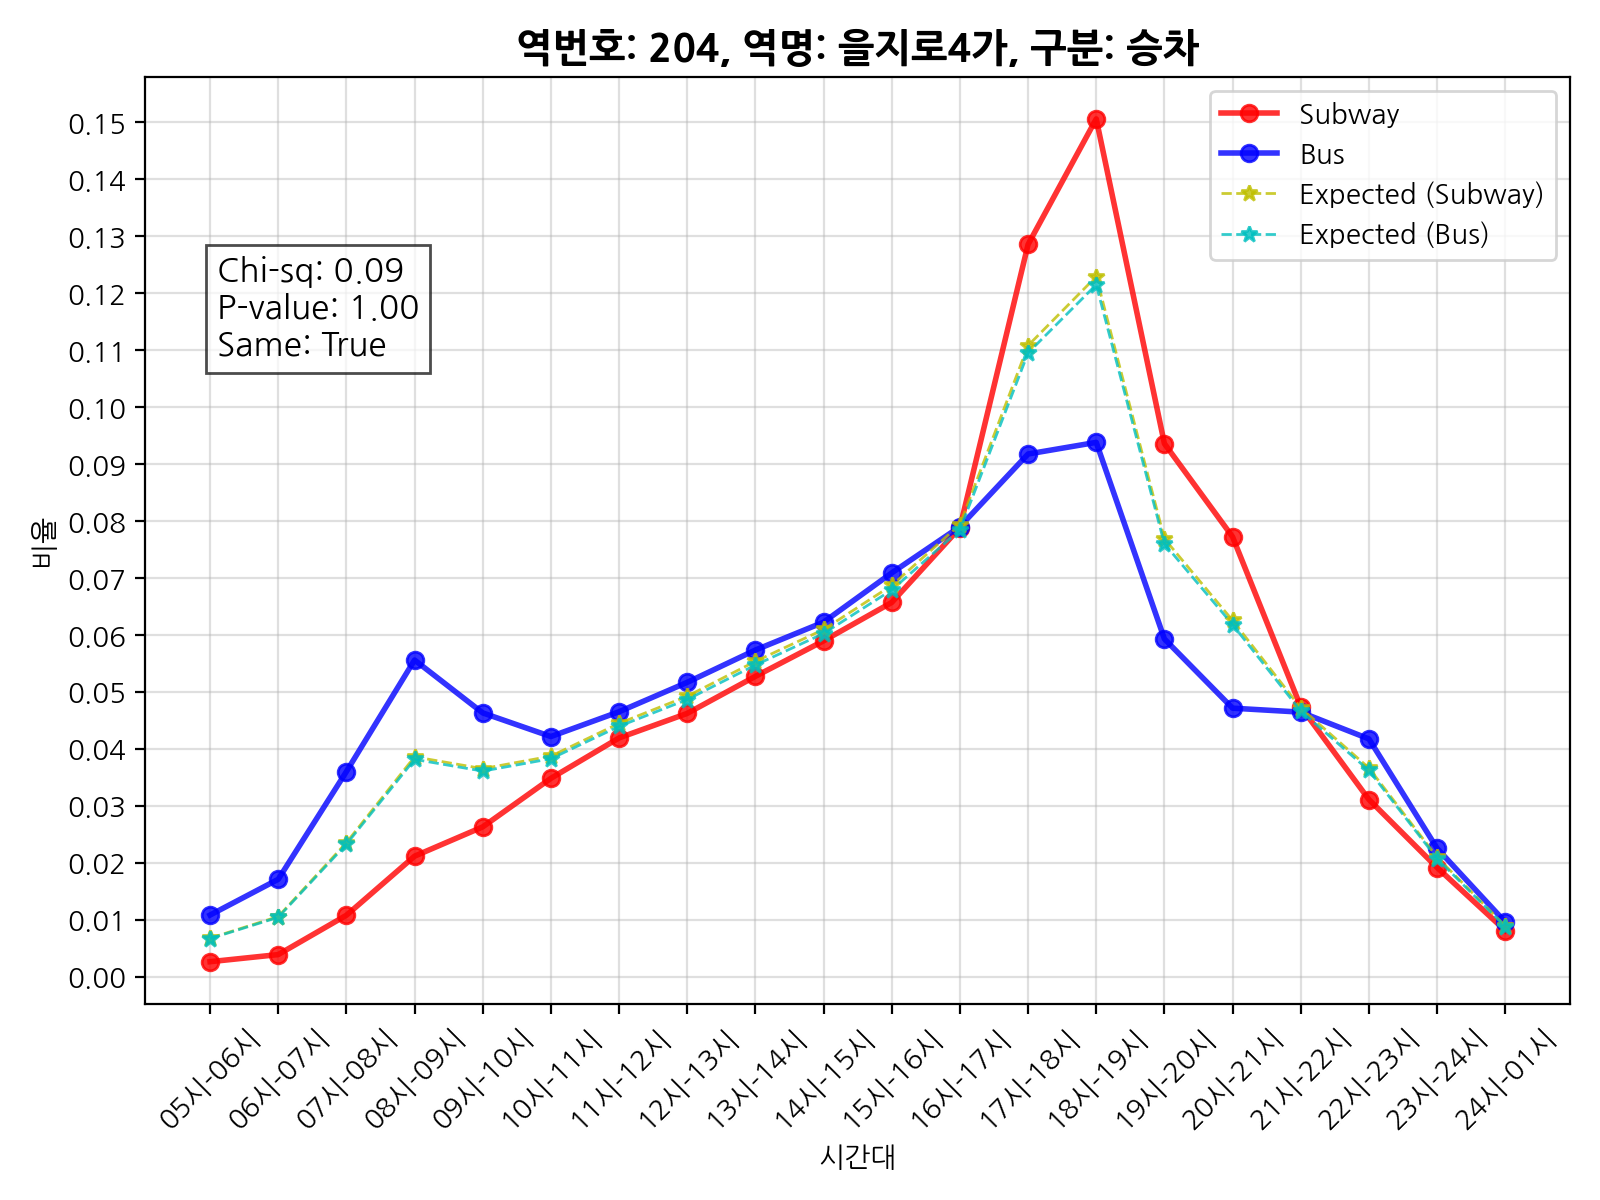 역번호: 204, 역명: 을지로4가, 구분: 승차
Subway
Bus
Expected (Subway)
Expected (Bus)
Chi-sq: 0.09
P-value: 1.00
Same: True
0.15
0.14
0.13
0.12
0.11
0.10
0.09
0.08
0.07
0.06
0.05
0.04
0.03
0.02
0.01
0.00
비율
05시-06시
06시-07시
07시-08시
08시-09시
09시-10시
10시-11시
11시-12시
12시-13시
13시-14시
14시-15시
15시-16시
16시-17시
17시-18시
18시-19시
19시-20시
20시-21시
21시-22시
22시-23시
23시-24시
24시-01시
시간대